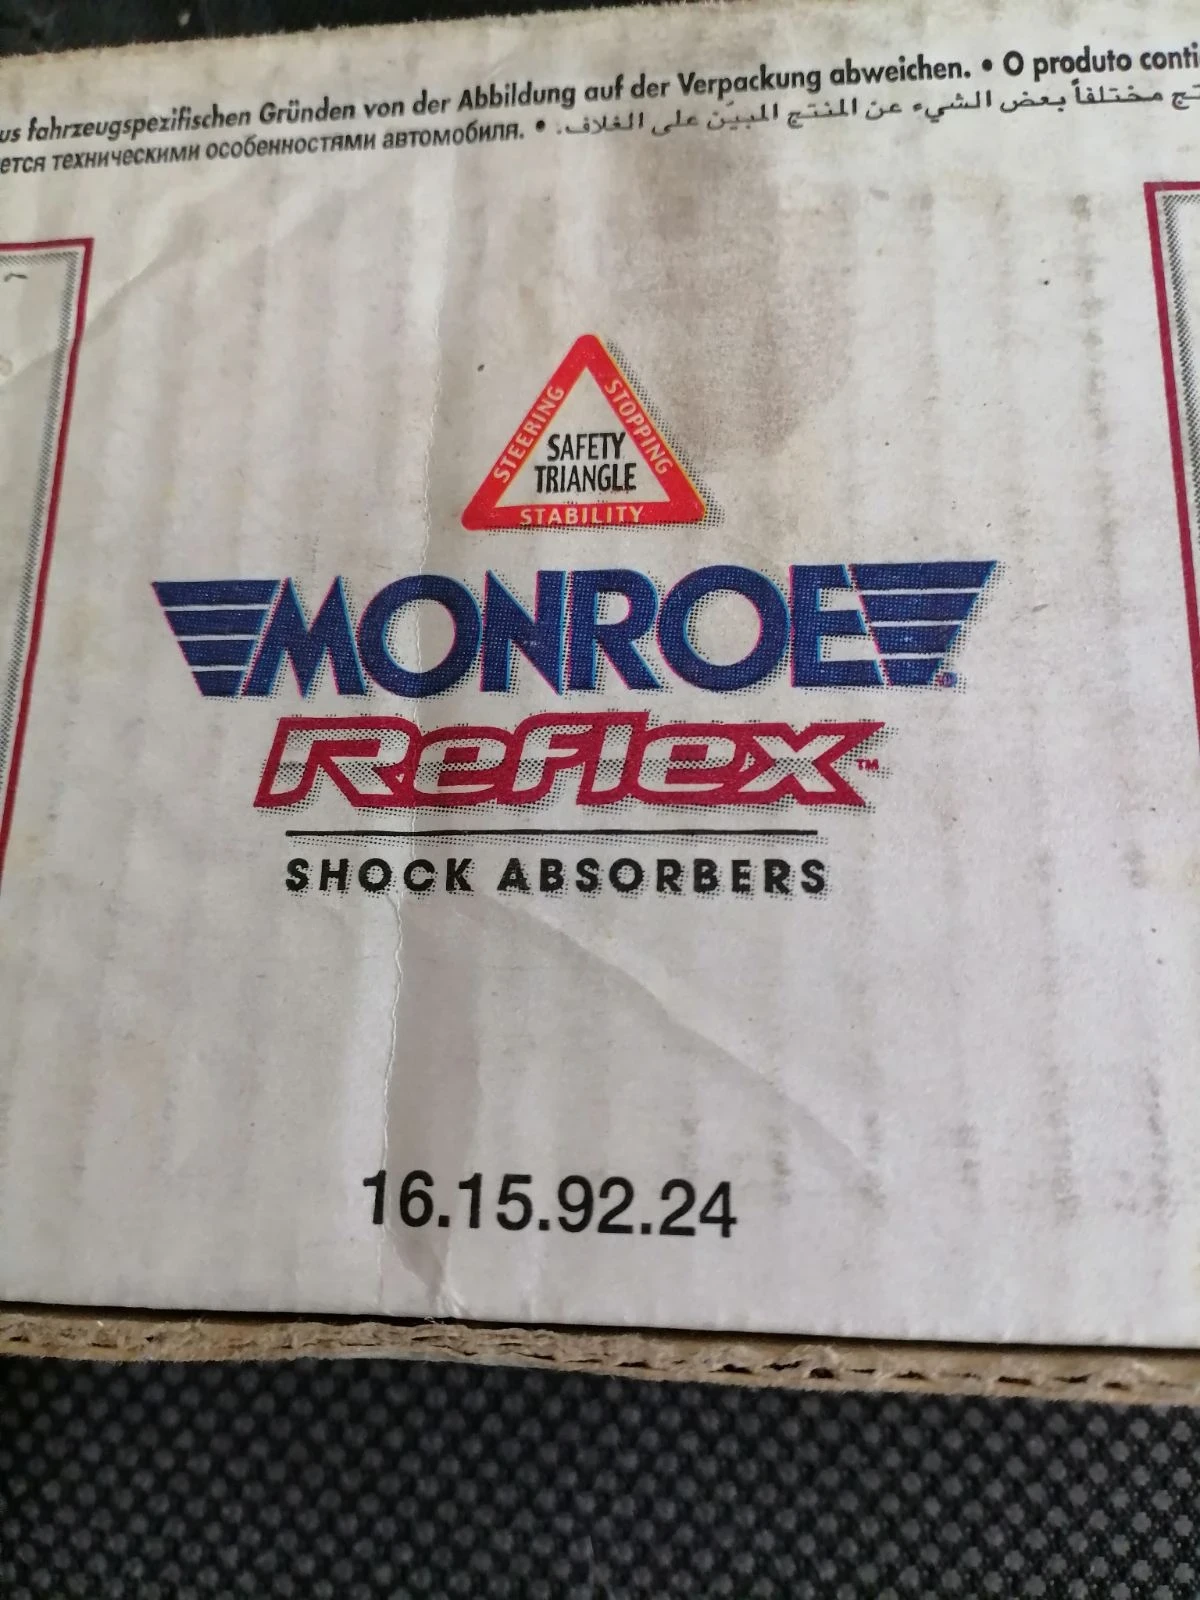 us fahrzeugspezifischen Gründen von der Abbildung auf der Verpackung abweichen. • O produto conti
ется техническими особенностями автомобиля. • مختلفاً بعض الشيء عن المنتج المبيّن على الغلاف.
STEERING
STOPPING
SAFETY
TRIANGLE
STABILITY
MONROE®
Reflex™
SHOCK ABSORBERS
16.15.92.24